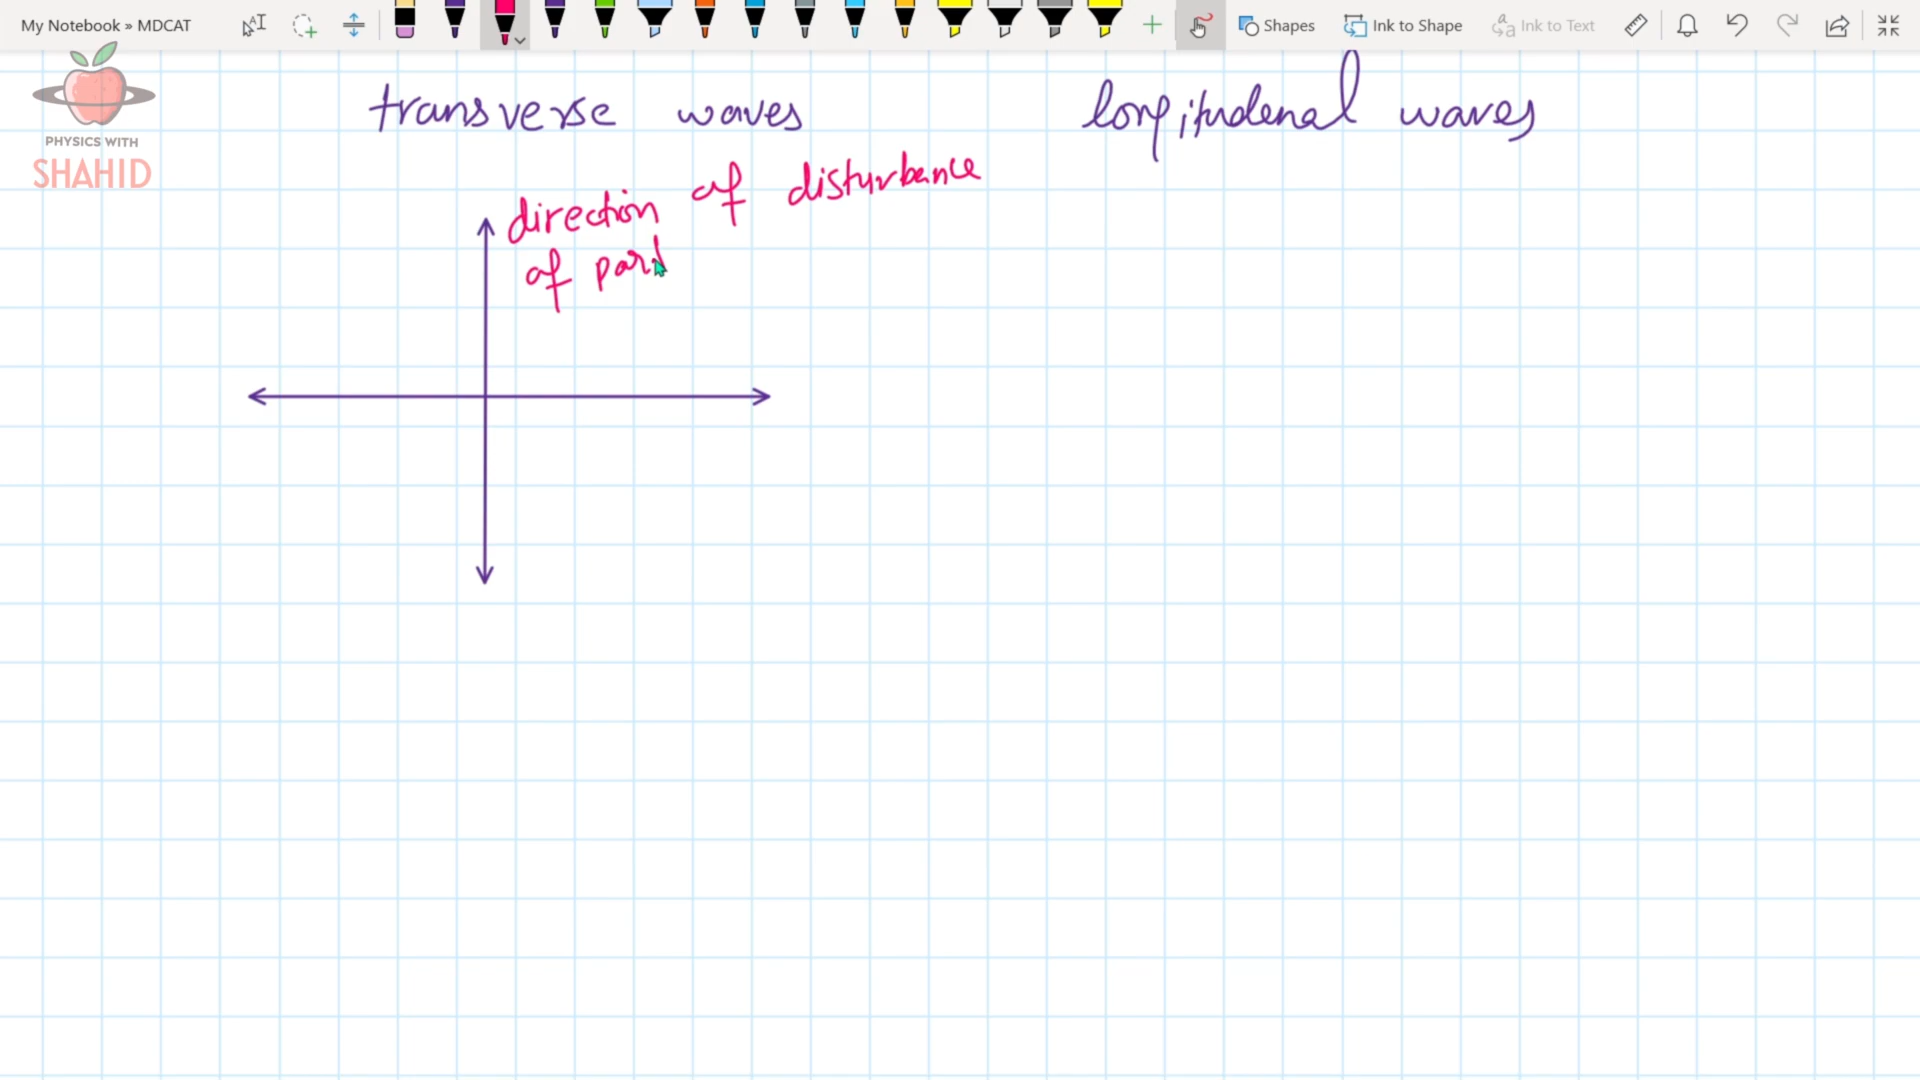 My Notebook » MDCAT
Shapes
Ink to Shape
Ink to Text
PHYSICS WITH
SHAHID
transverse waves
longitudenal waves
direction of disturbance
of part